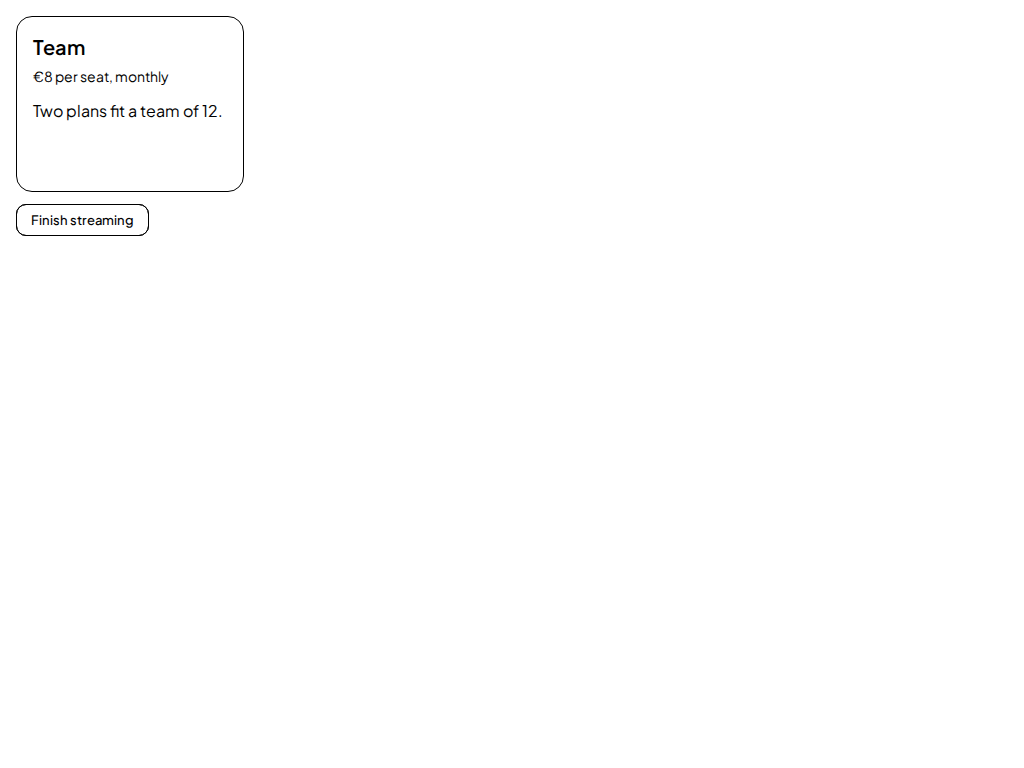 Team
€8 per seat, monthly
Two plans fit a team of 12.
Finish streaming